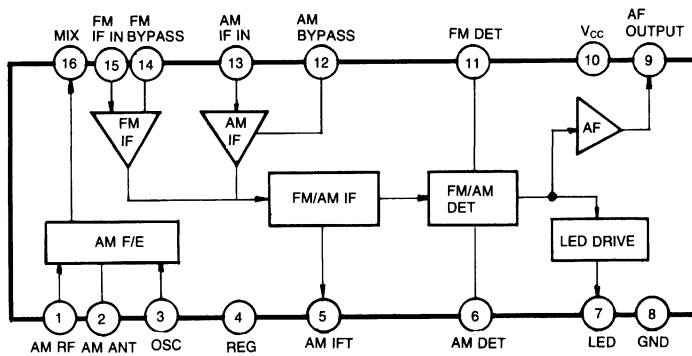 MIX
FM
IF IN
FM
BYPASS
AM
IF IN
AM
BYPASS
FM DET
VCC
AF
OUTPUT
16
15
14
13
12
11
10
9
FM
IF
AM
IF
AF
FM/AM IF
FM/AM
DET
AM F/E
LED DRIVE
1
2
3
4
5
6
7
8
AM RF
AM ANT
OSC
REG
AM IFT
AM DET
LED
GND